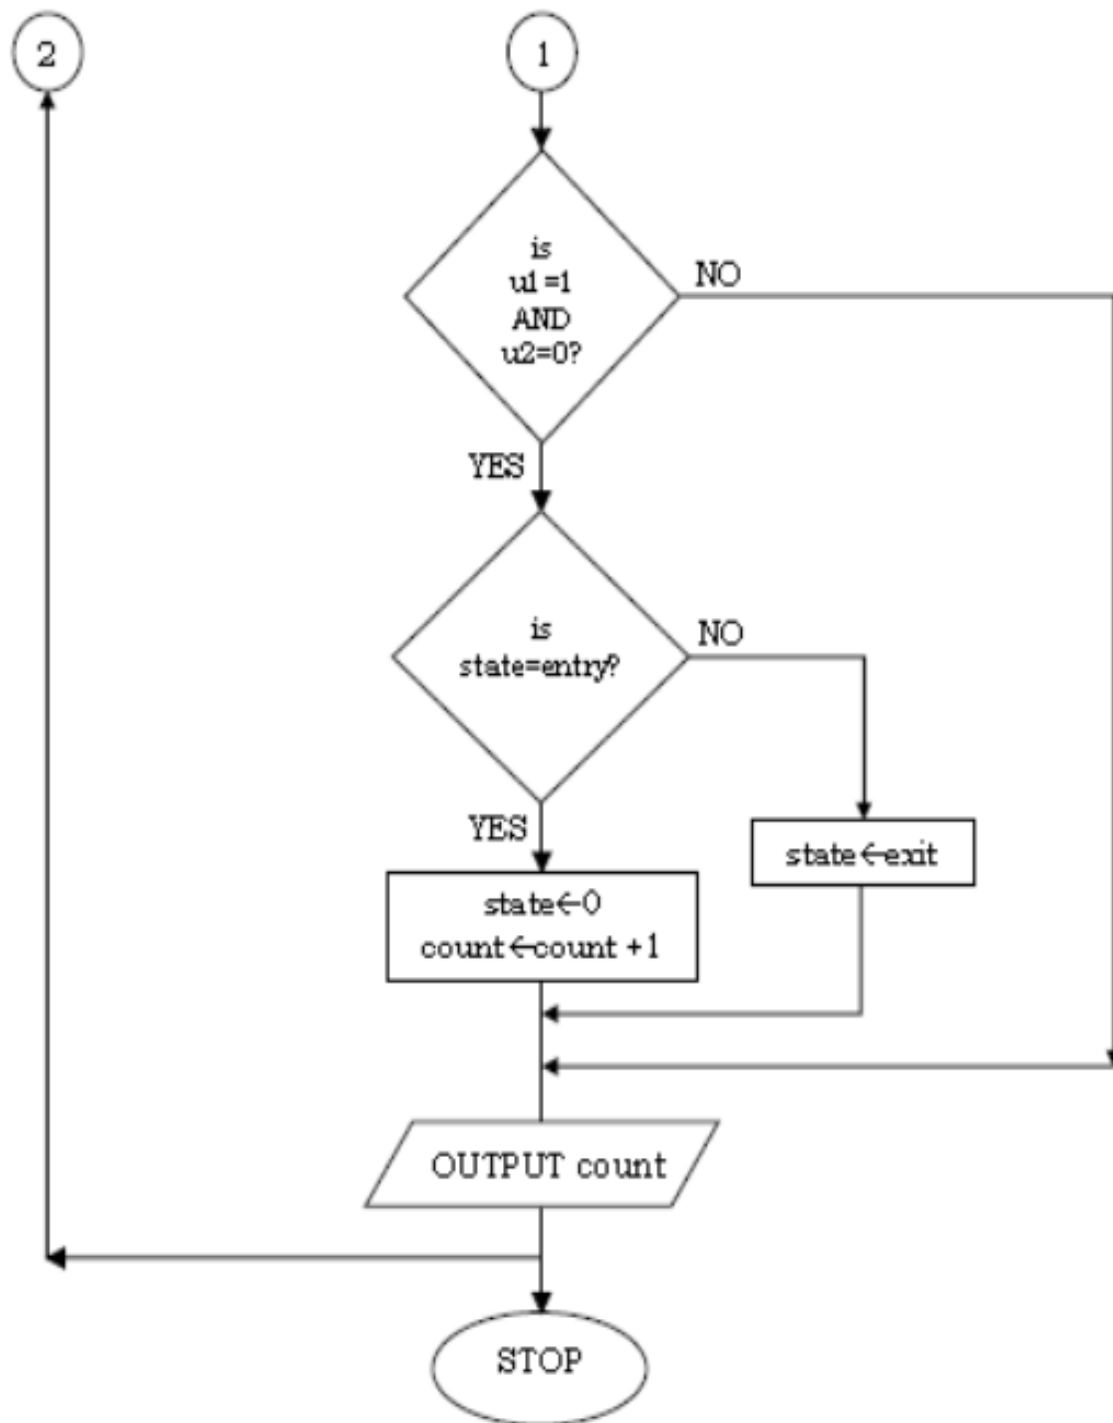 2
1
is
u1 =1
AND
u2=0?
NO
YES
is
state=entry?
NO
YES
state←0
count←count +1
state←exit
OUTPUT count
STOP